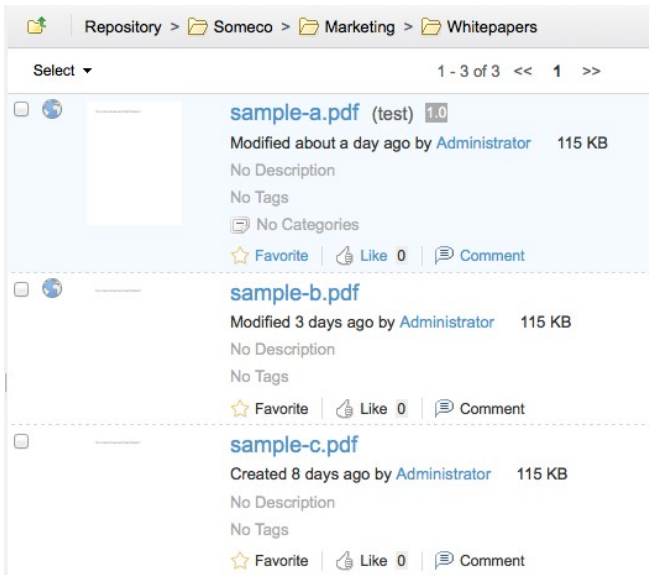 Repository > Someco > Marketing > Whitepapers
Select 1 - 3 of 3 << 1 >>
sample-a.pdf (test) 1.0
Modified about a day ago by Administrator 115 KB
No Description
No Tags
No Categories
Favorite Like 0 Comment
sample-b.pdf
Modified 3 days ago by Administrator 115 KB
No Description
No Tags
Favorite Like 0 Comment
sample-c.pdf
Created 8 days ago by Administrator 115 KB
No Description
No Tags
Favorite Like 0 Comment